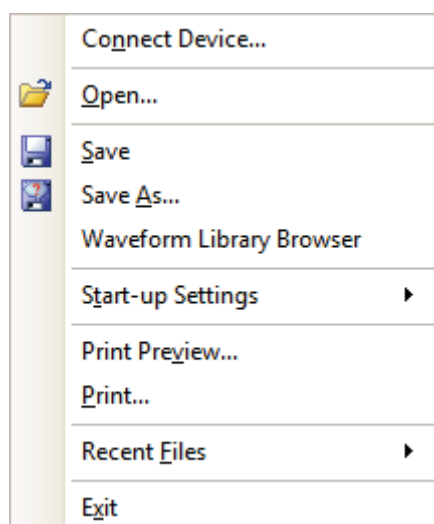 Connect Device...
Open...
Save
Save As...
Waveform Library Browser
Start-up Settings
Print Preview...
Print...
Recent Files
Exit